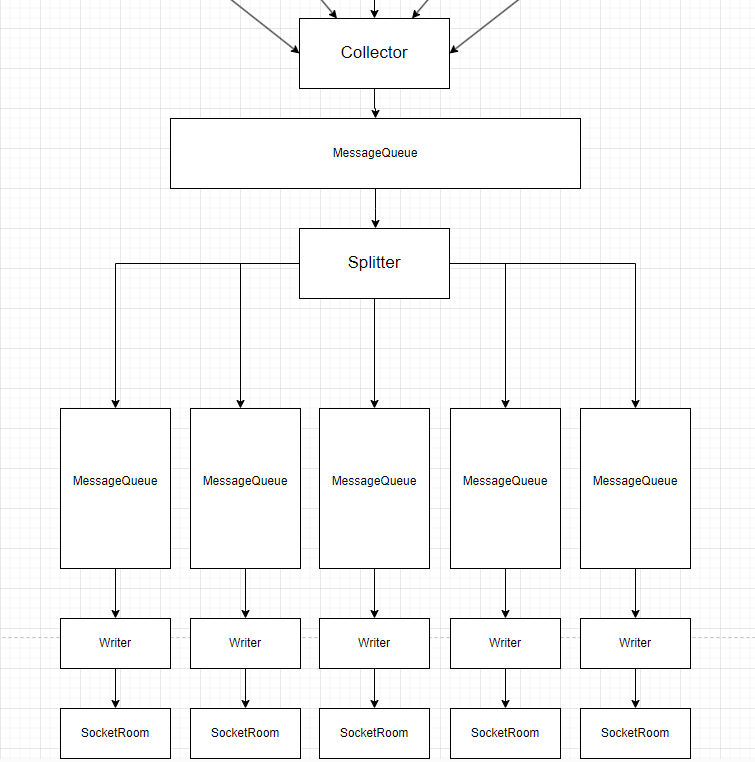 Collector
MessageQueue
Splitter
MessageQueue MessageQueue MessageQueue MessageQueue MessageQueue
Writer Writer Writer Writer Writer
SocketRoom SocketRoom SocketRoom SocketRoom SocketRoom